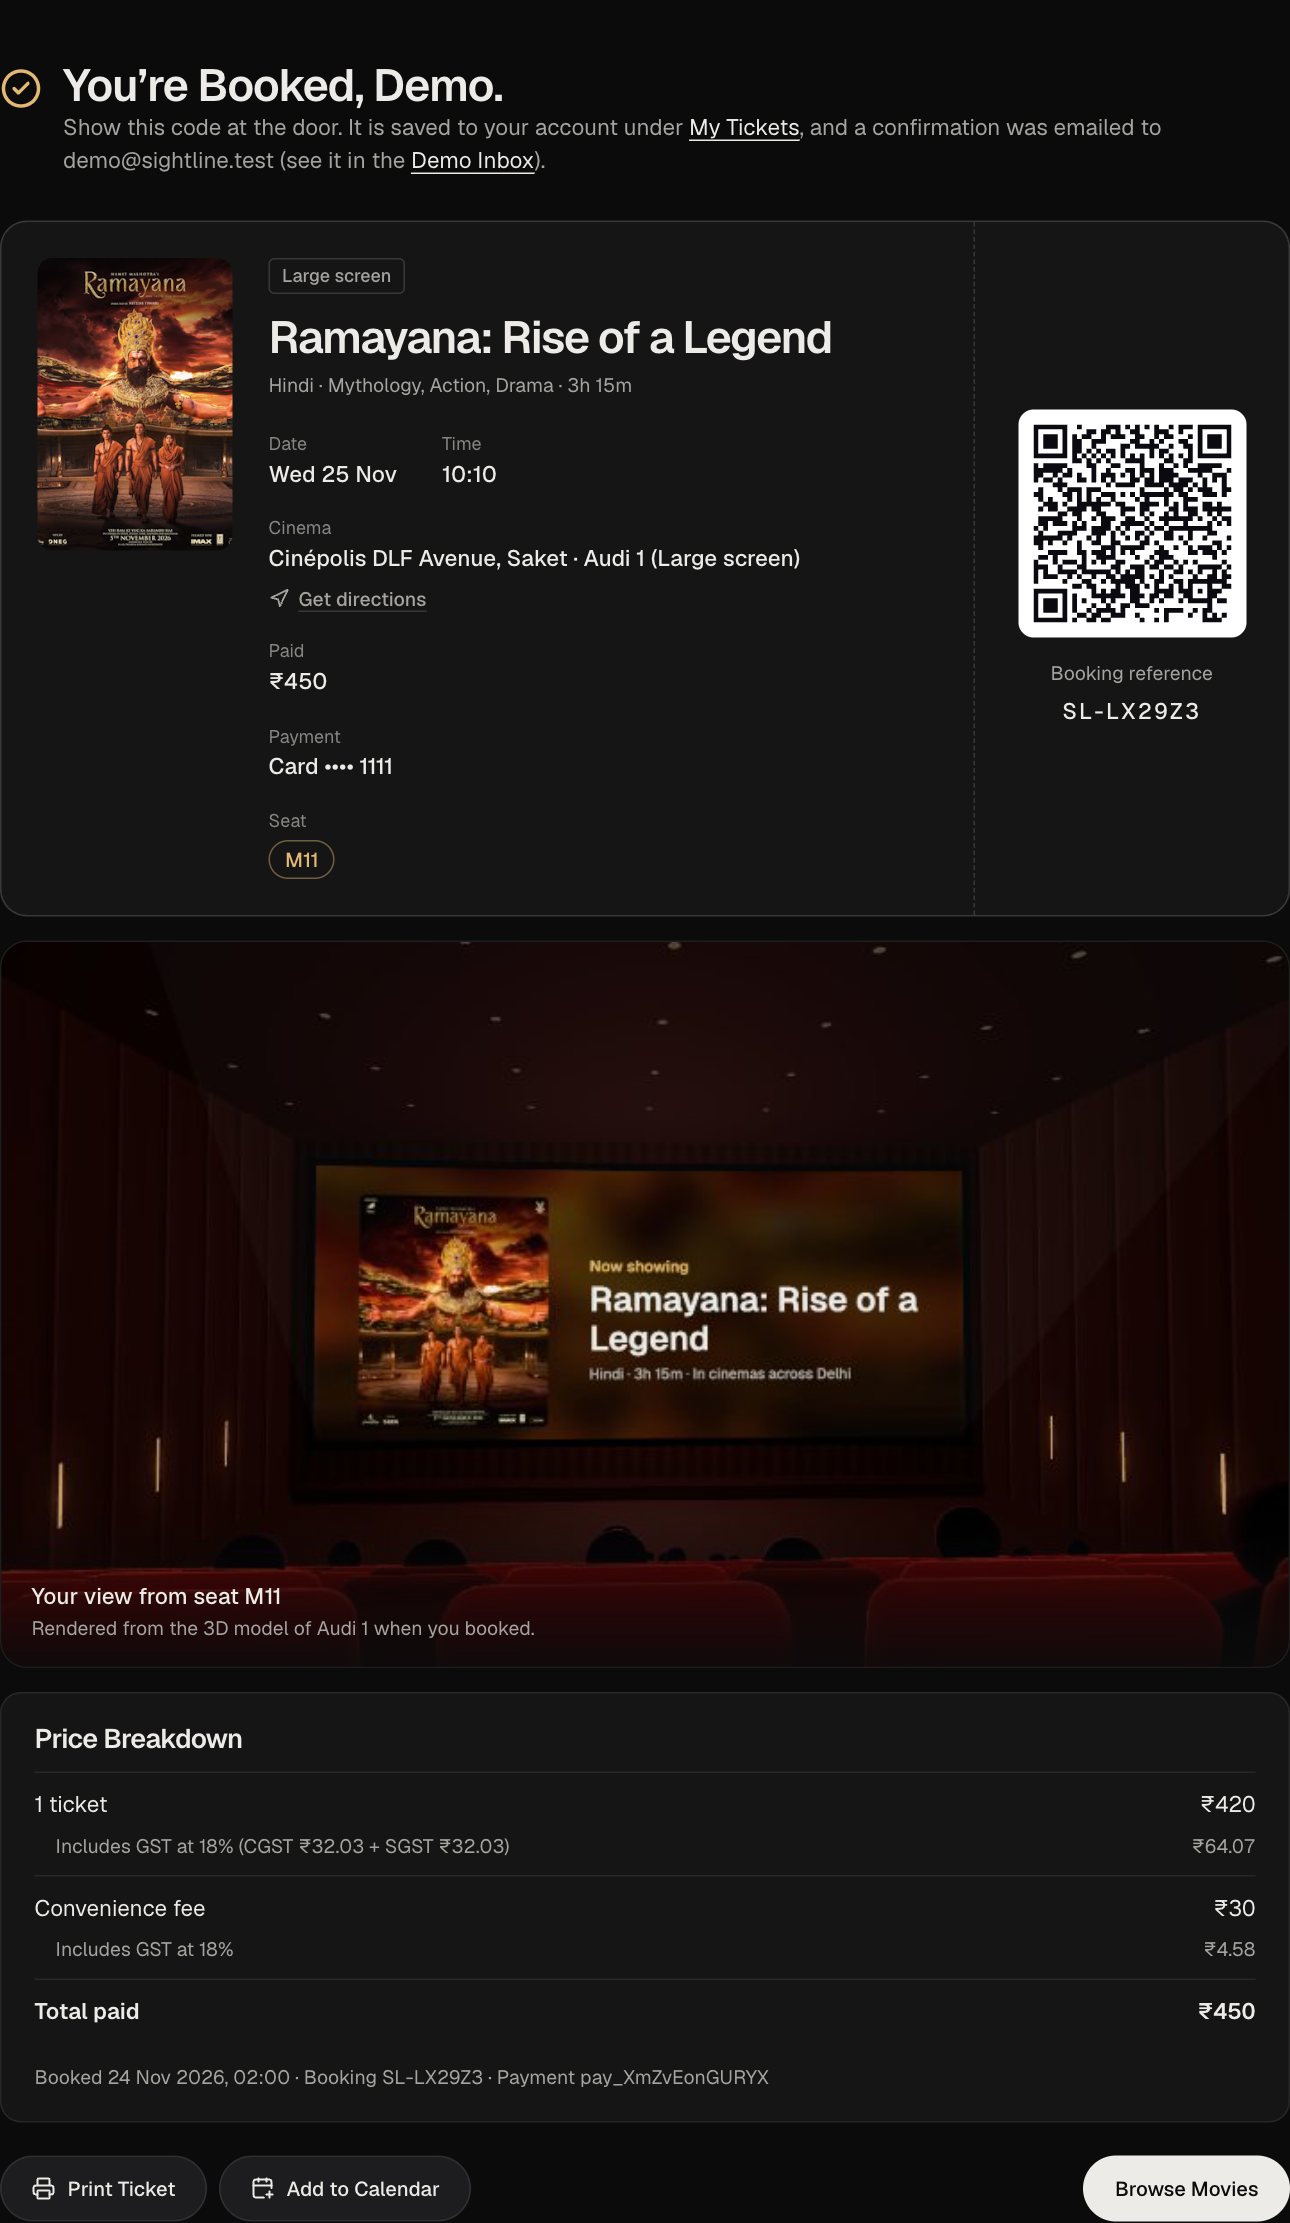 You're Booked, Demo.
Show this code at the door. It is saved to your account under My Tickets, and a confirmation was emailed to
demo@sightline.test (see it in the Demo Inbox).
Ramayana
5TH NOVEMBER 2026
IMAX
Large screen
Ramayana: Rise of a Legend
Hindi · Mythology, Action, Drama · 3h 15m
Date
Time
Wed 25 Nov
10:10
Cinema
Cinépolis DLF Avenue, Saket · Audi 1 (Large screen)
Get directions
Paid
₹450
Payment
Card •••• 1111
Seat
M11
Booking reference
SL-LX29Z3
Ramayana
Now showing
Ramayana: Rise of a
Legend
Hindi · 3h 15m · In cinemas across Delhi
Your view from seat M11
Rendered from the 3D model of Audi 1 when you booked.
Price Breakdown
1 ticket ₹420
Includes GST at 18% (CGST ₹32.03 + SGST ₹32.03) ₹64.07
Convenience fee ₹30
Includes GST at 18% ₹4.58
Total paid ₹450
Booked 24 Nov 2026, 02:00 · Booking SL-LX29Z3 · Payment pay_XmZvEonGURYX
Print Ticket
Add to Calendar
Browse Movies